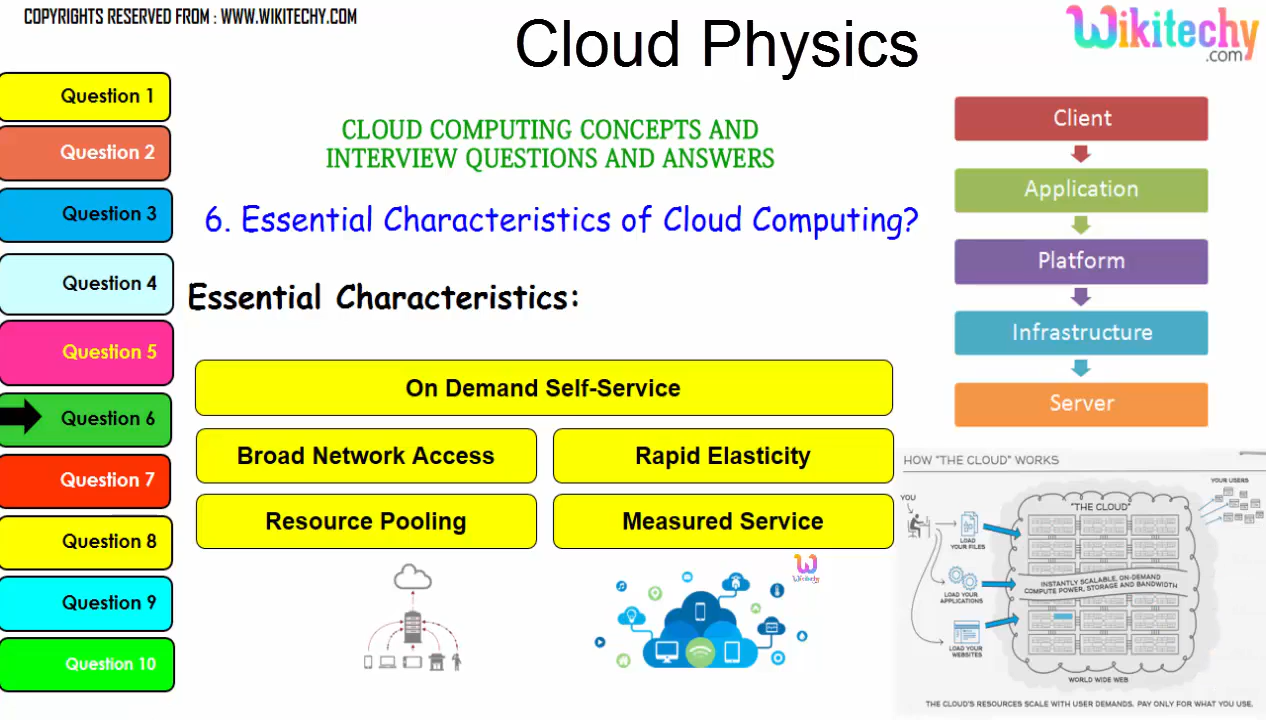 COPYRIGHTS RESERVED FROM : WWW.WIKITECHY.COM
Cloud Physics
Wikitechy
.com
Question 1
Question 2
Question 3
Question 4
Question 5
Question 6
Question 7
Question 8
Question 9
Question 10
CLOUD COMPUTING CONCEPTS AND
INTERVIEW QUESTIONS AND ANSWERS
6. Essential Characteristics of Cloud Computing?
Essential Characteristics:
On Demand Self-Service
Broad Network Access
Rapid Elasticity
Resource Pooling
Measured Service
Wikitechy
Client
Application
Platform
Infrastructure
Server
HOW "THE CLOUD" WORKS
YOU
LOAD
YOUR FILES
LOAD YOUR
APPLICATIONS
LOAD YOUR
WEBSITES
"THE CLOUD"
INSTANTLY SCALABLE, ON-DEMAND
COMPUTE POWER, STORAGE AND BANDWIDTH
YOUR USERS
WORLD WIDE WEB
THE CLOUD'S RESOURCES SCALE WITH USER DEMANDS. PAY ONLY FOR WHAT YOU USE.